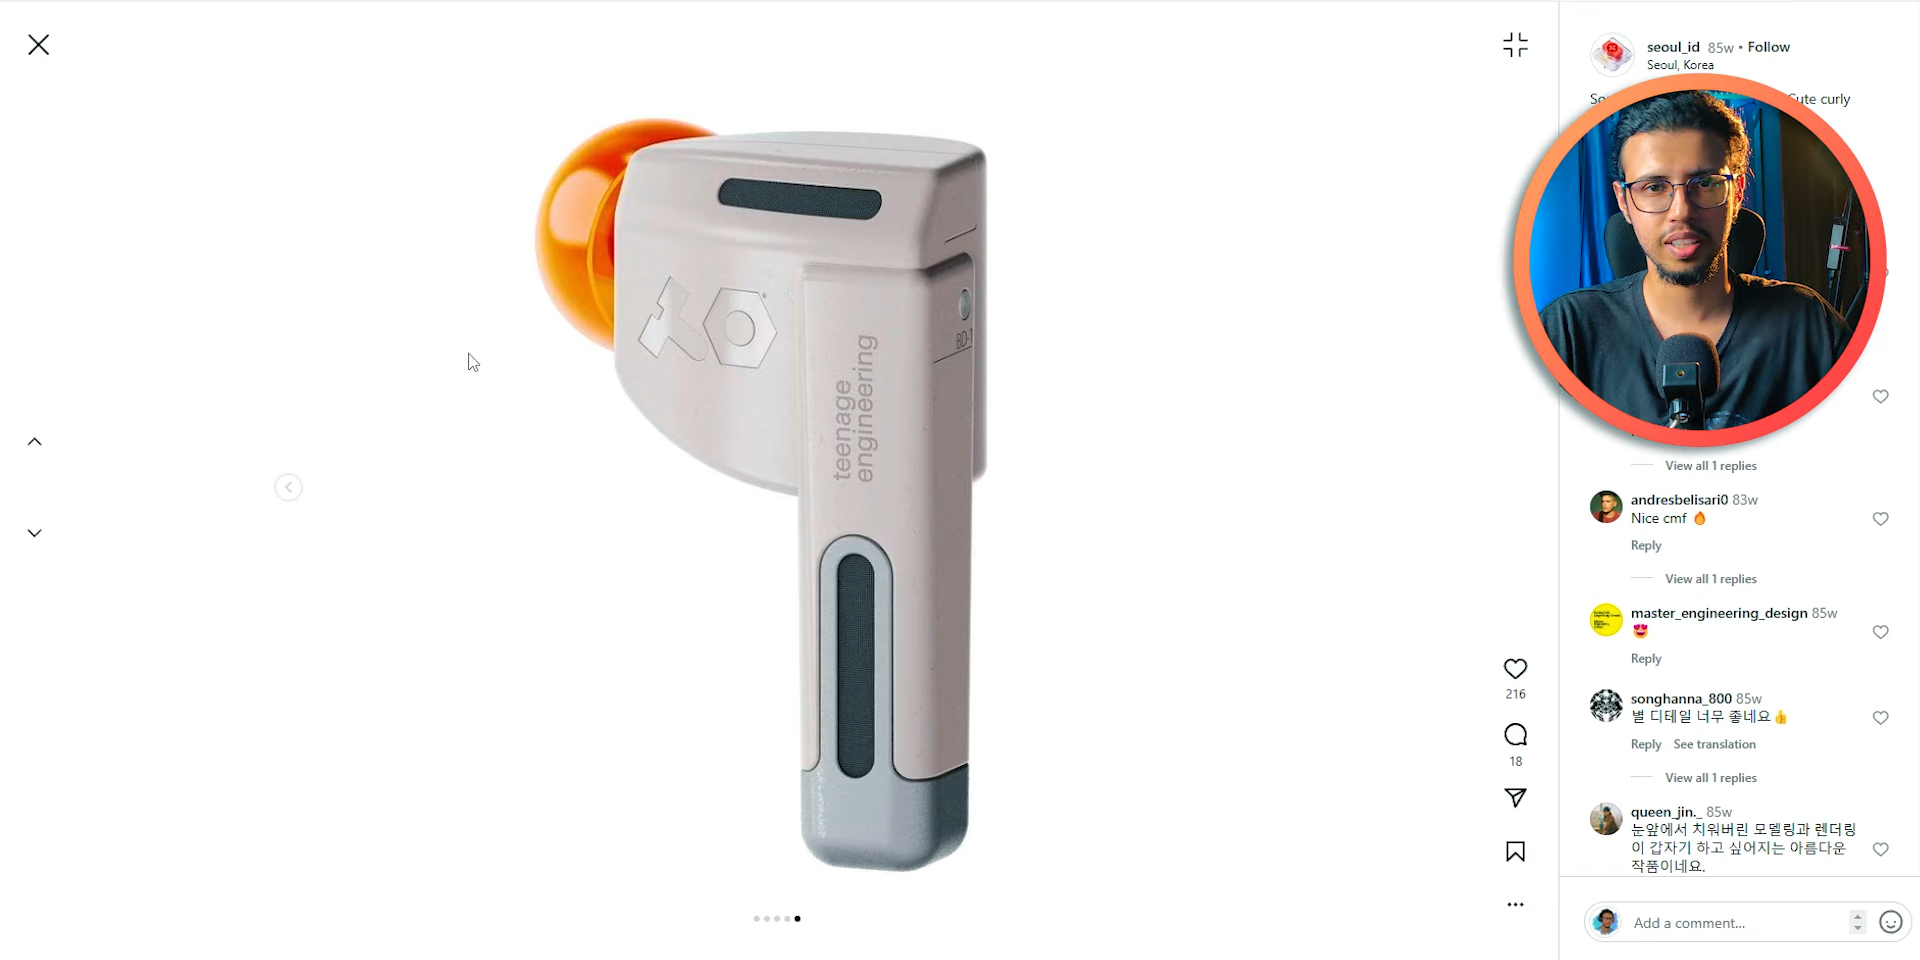 seoul_id 85w • Follow
Seoul, Korea
Cute curly
teenage
engineering
BD-1
View all 1 replies
andresbelisari0 83w
Nice cmf 🔥
Reply
View all 1 replies
master_engineering_design 85w
😍
Reply
songhanna_800 85w
별 디테일 너무 좋네요👍
Reply See translation
View all 1 replies
queen_jin._ 85w
눈앞에서 치워버린 모델링과 렌더링
이 갑자기 하고 싶어지는 아름다운
작품이네요.
216
18
Add a comment...